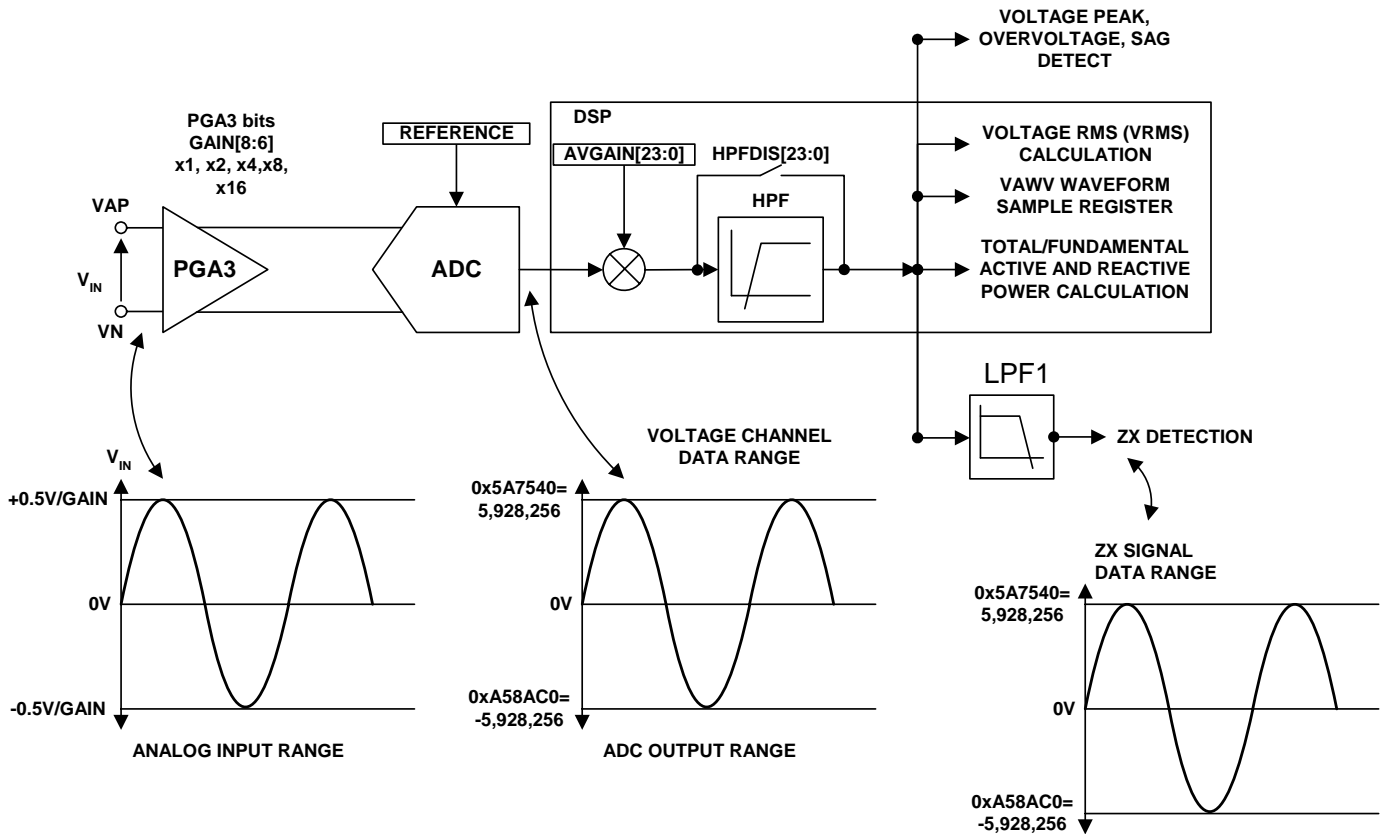 VOLTAGE PEAK,
OVERVOLTAGE, SAG
DETECT
PGA3 bits
GAIN[8:6]
x1, x2, x4,x8,
x16
REFERENCE
DSP
AVGAIN[23:0]
HPFDIS[23:0]
HPF
VOLTAGE RMS (VRMS)
CALCULATION
VAWV WAVEFORM
SAMPLE REGISTER
TOTAL/FUNDAMENTAL
ACTIVE AND REACTIVE
POWER CALCULATION
VAP
VIN
VN
PGA3
ADC
LPF1
ZX DETECTION
VIN
+0.5V/GAIN
0V
-0.5V/GAIN
ANALOG INPUT RANGE
VOLTAGE CHANNEL
DATA RANGE
0x5A7540=
5,928,256
0V
0xA58AC0=
-5,928,256
ADC OUTPUT RANGE
ZX SIGNAL
DATA RANGE
0x5A7540=
5,928,256
0V
0xA58AC0=
-5,928,256